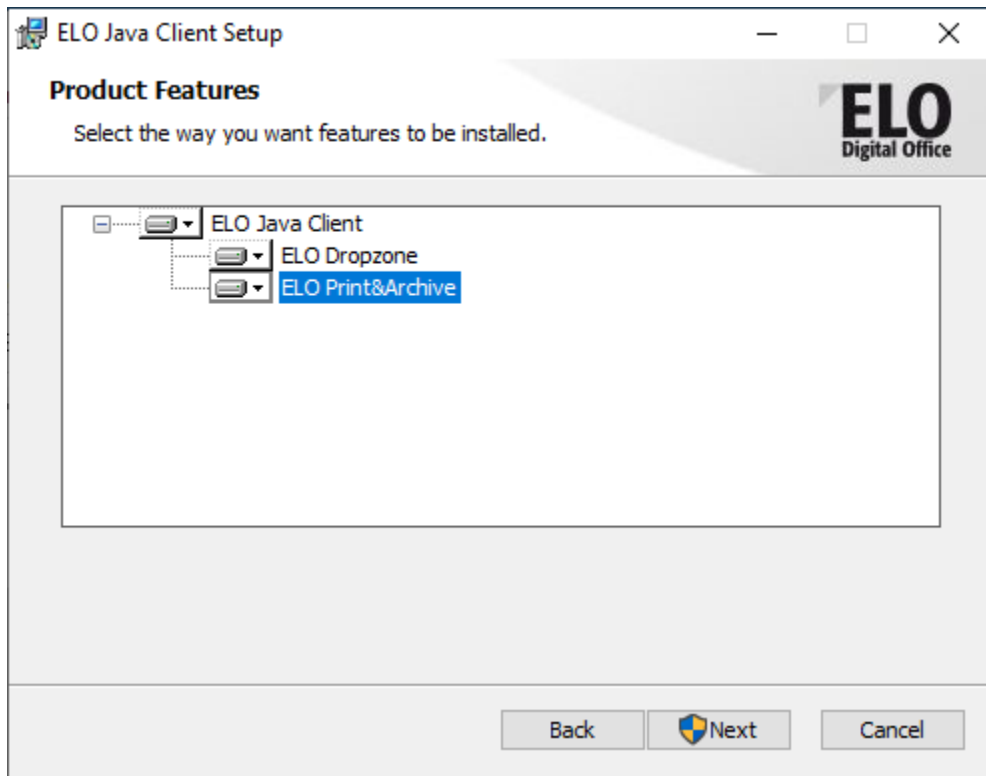 ELO Java Client Setup
Product Features
Select the way you want features to be installed.
ELO
Digital Office
ELO Java Client
ELO Dropzone
ELO Print&Archive
Back
Next
Cancel